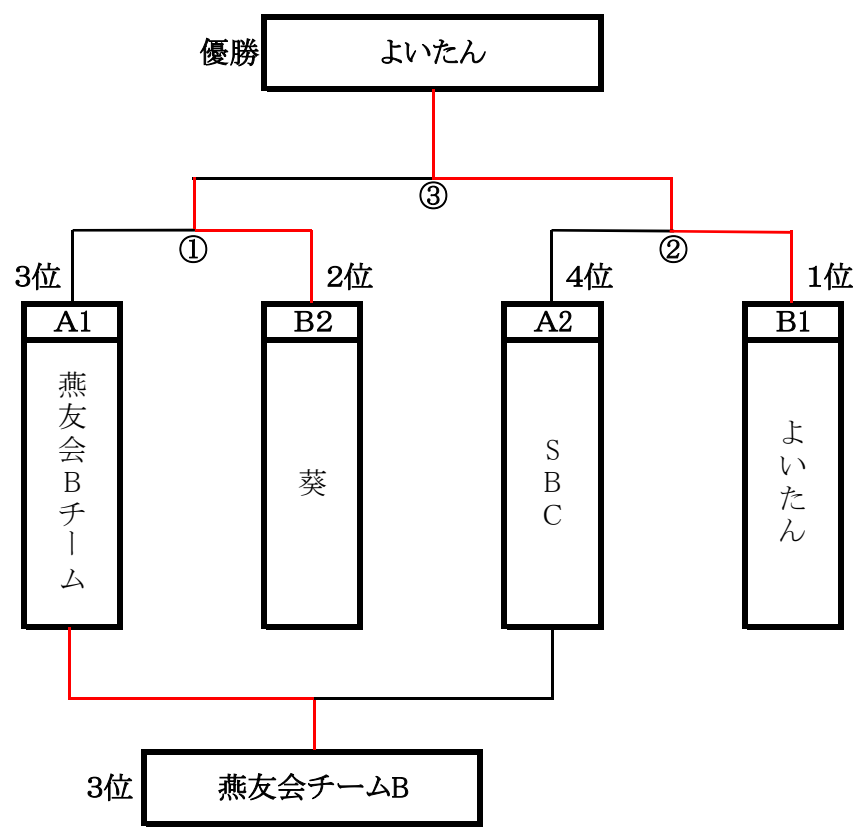 優勝 よいたん
③
① ②
3位 2位 4位 1位
A1 B2 A2 B1
燕友会Bチーム
葵
SBC
よいたん
3位 燕友会チームB